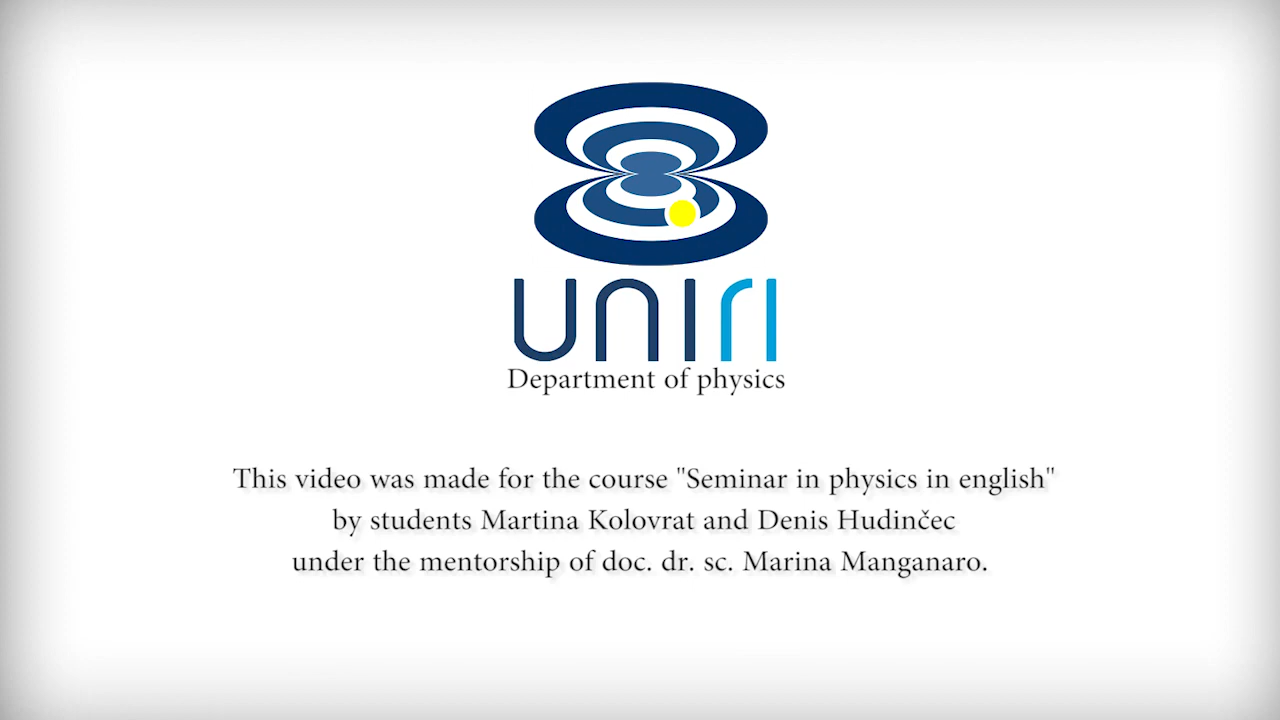 UNIRI
Department of physics
This video was made for the course "Seminar in physics in english"
by students Martina Kolovrat and Denis Hudinčec
under the mentorship of doc. dr. sc. Marina Manganaro.